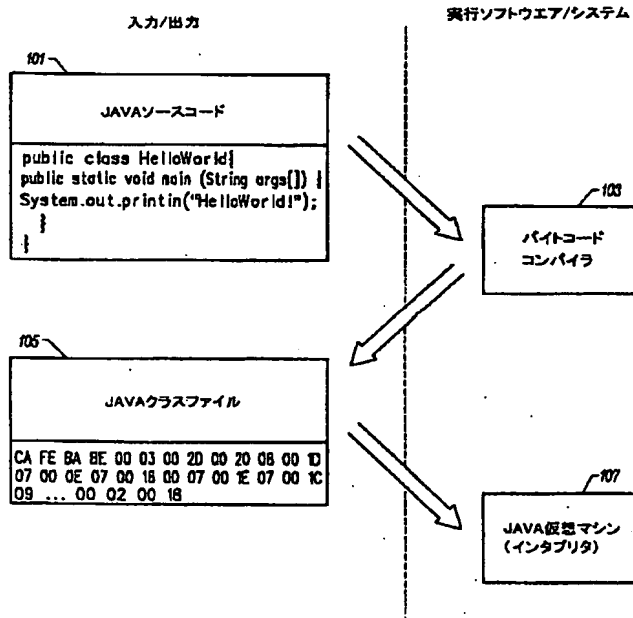 入力/出力
実行ソフトウエア/システム
101
JAVAソースコード
public class HelloWorld{
public static void main (String args[]) {
System.out.printin("HelloWorld!");
}
}
103
バイトコード
コンパイラ
105
JAVAクラスファイル
CA FE BA BE 00 03 00 2D 00 20 08 00 1D
07 00 0E 07 00 1B 00 07 00 1E 07 00 1C
09 ... 00 02 00 18
107
JAVA仮想マシン
(インタプリタ)